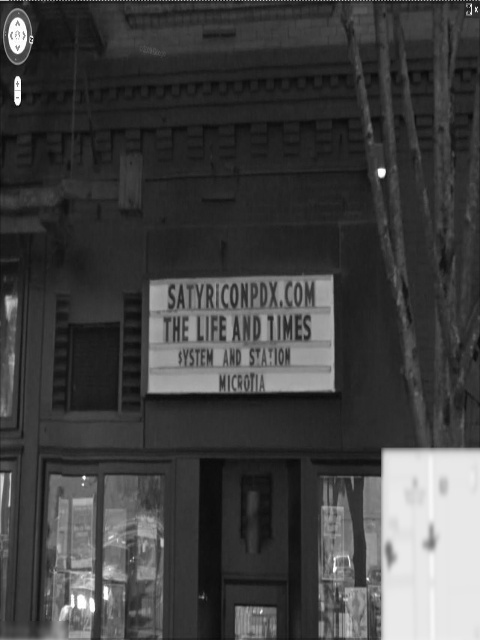 SATYRICONPDX.COM
THE LIFE AND TIMES
SYSTEM AND STATION
MICROTIA